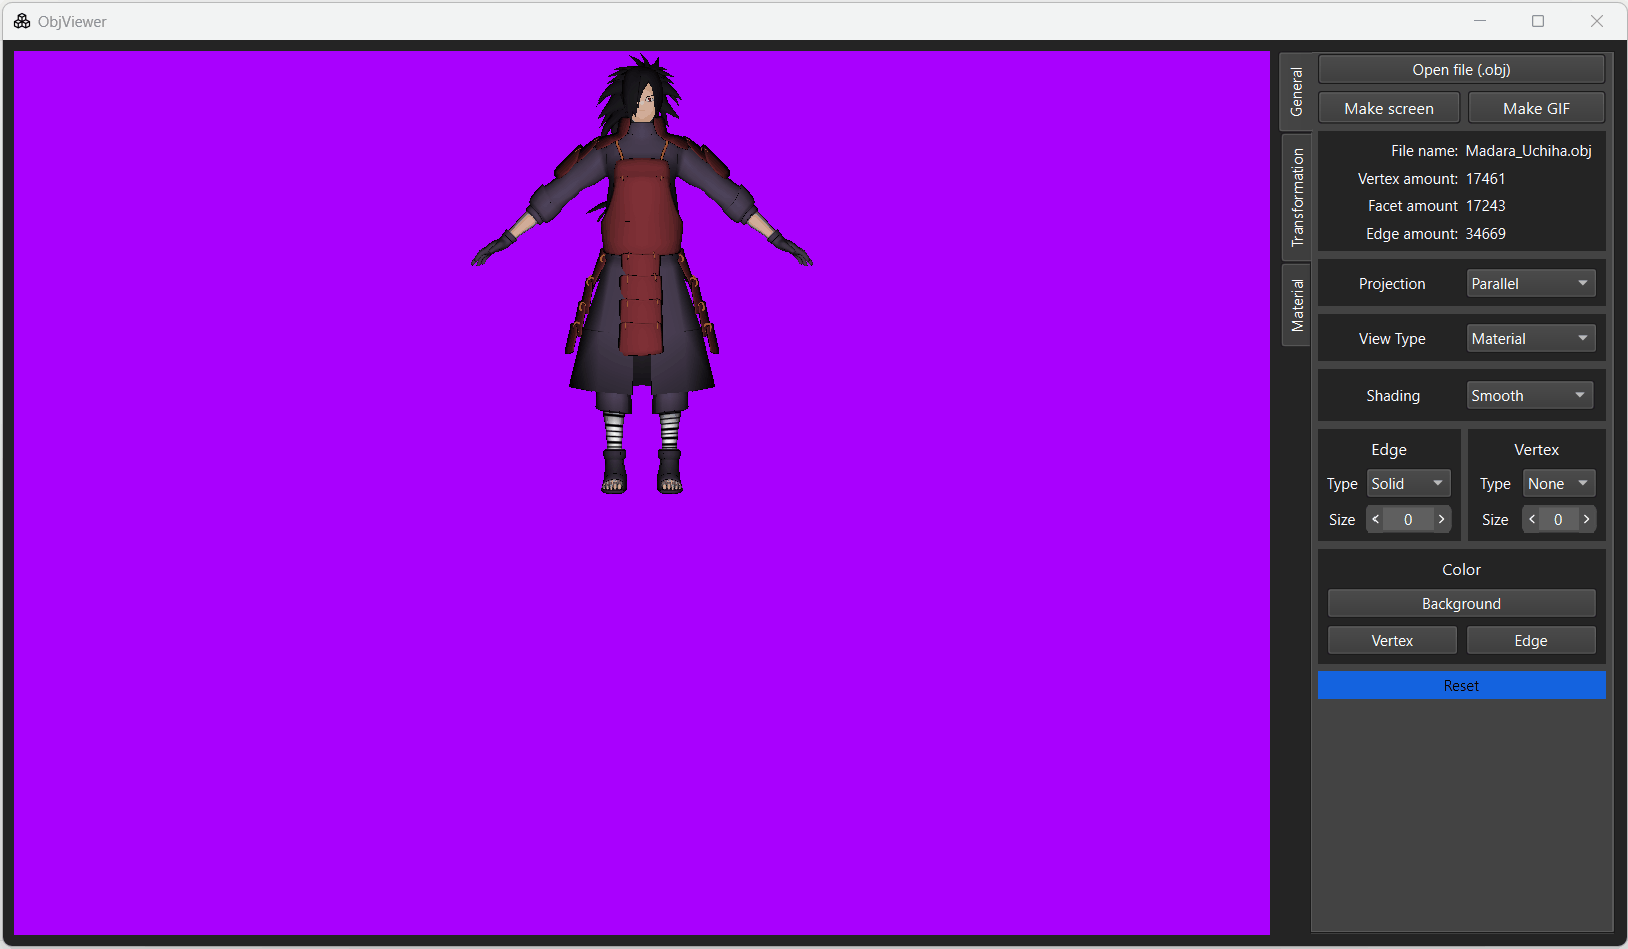 ObjViewer
General
Transformation
Material
Open file (.obj)
Make screen Make GIF
File name: Madara_Uchiha.obj
Vertex amount: 17461
Facet amount 17243
Edge amount: 34669
Projection Parallel
View Type Material
Shading Smooth
Edge Vertex
Type Solid Type None
Size < 0 > Size < 0 >
Color
Background
Vertex Edge
Reset